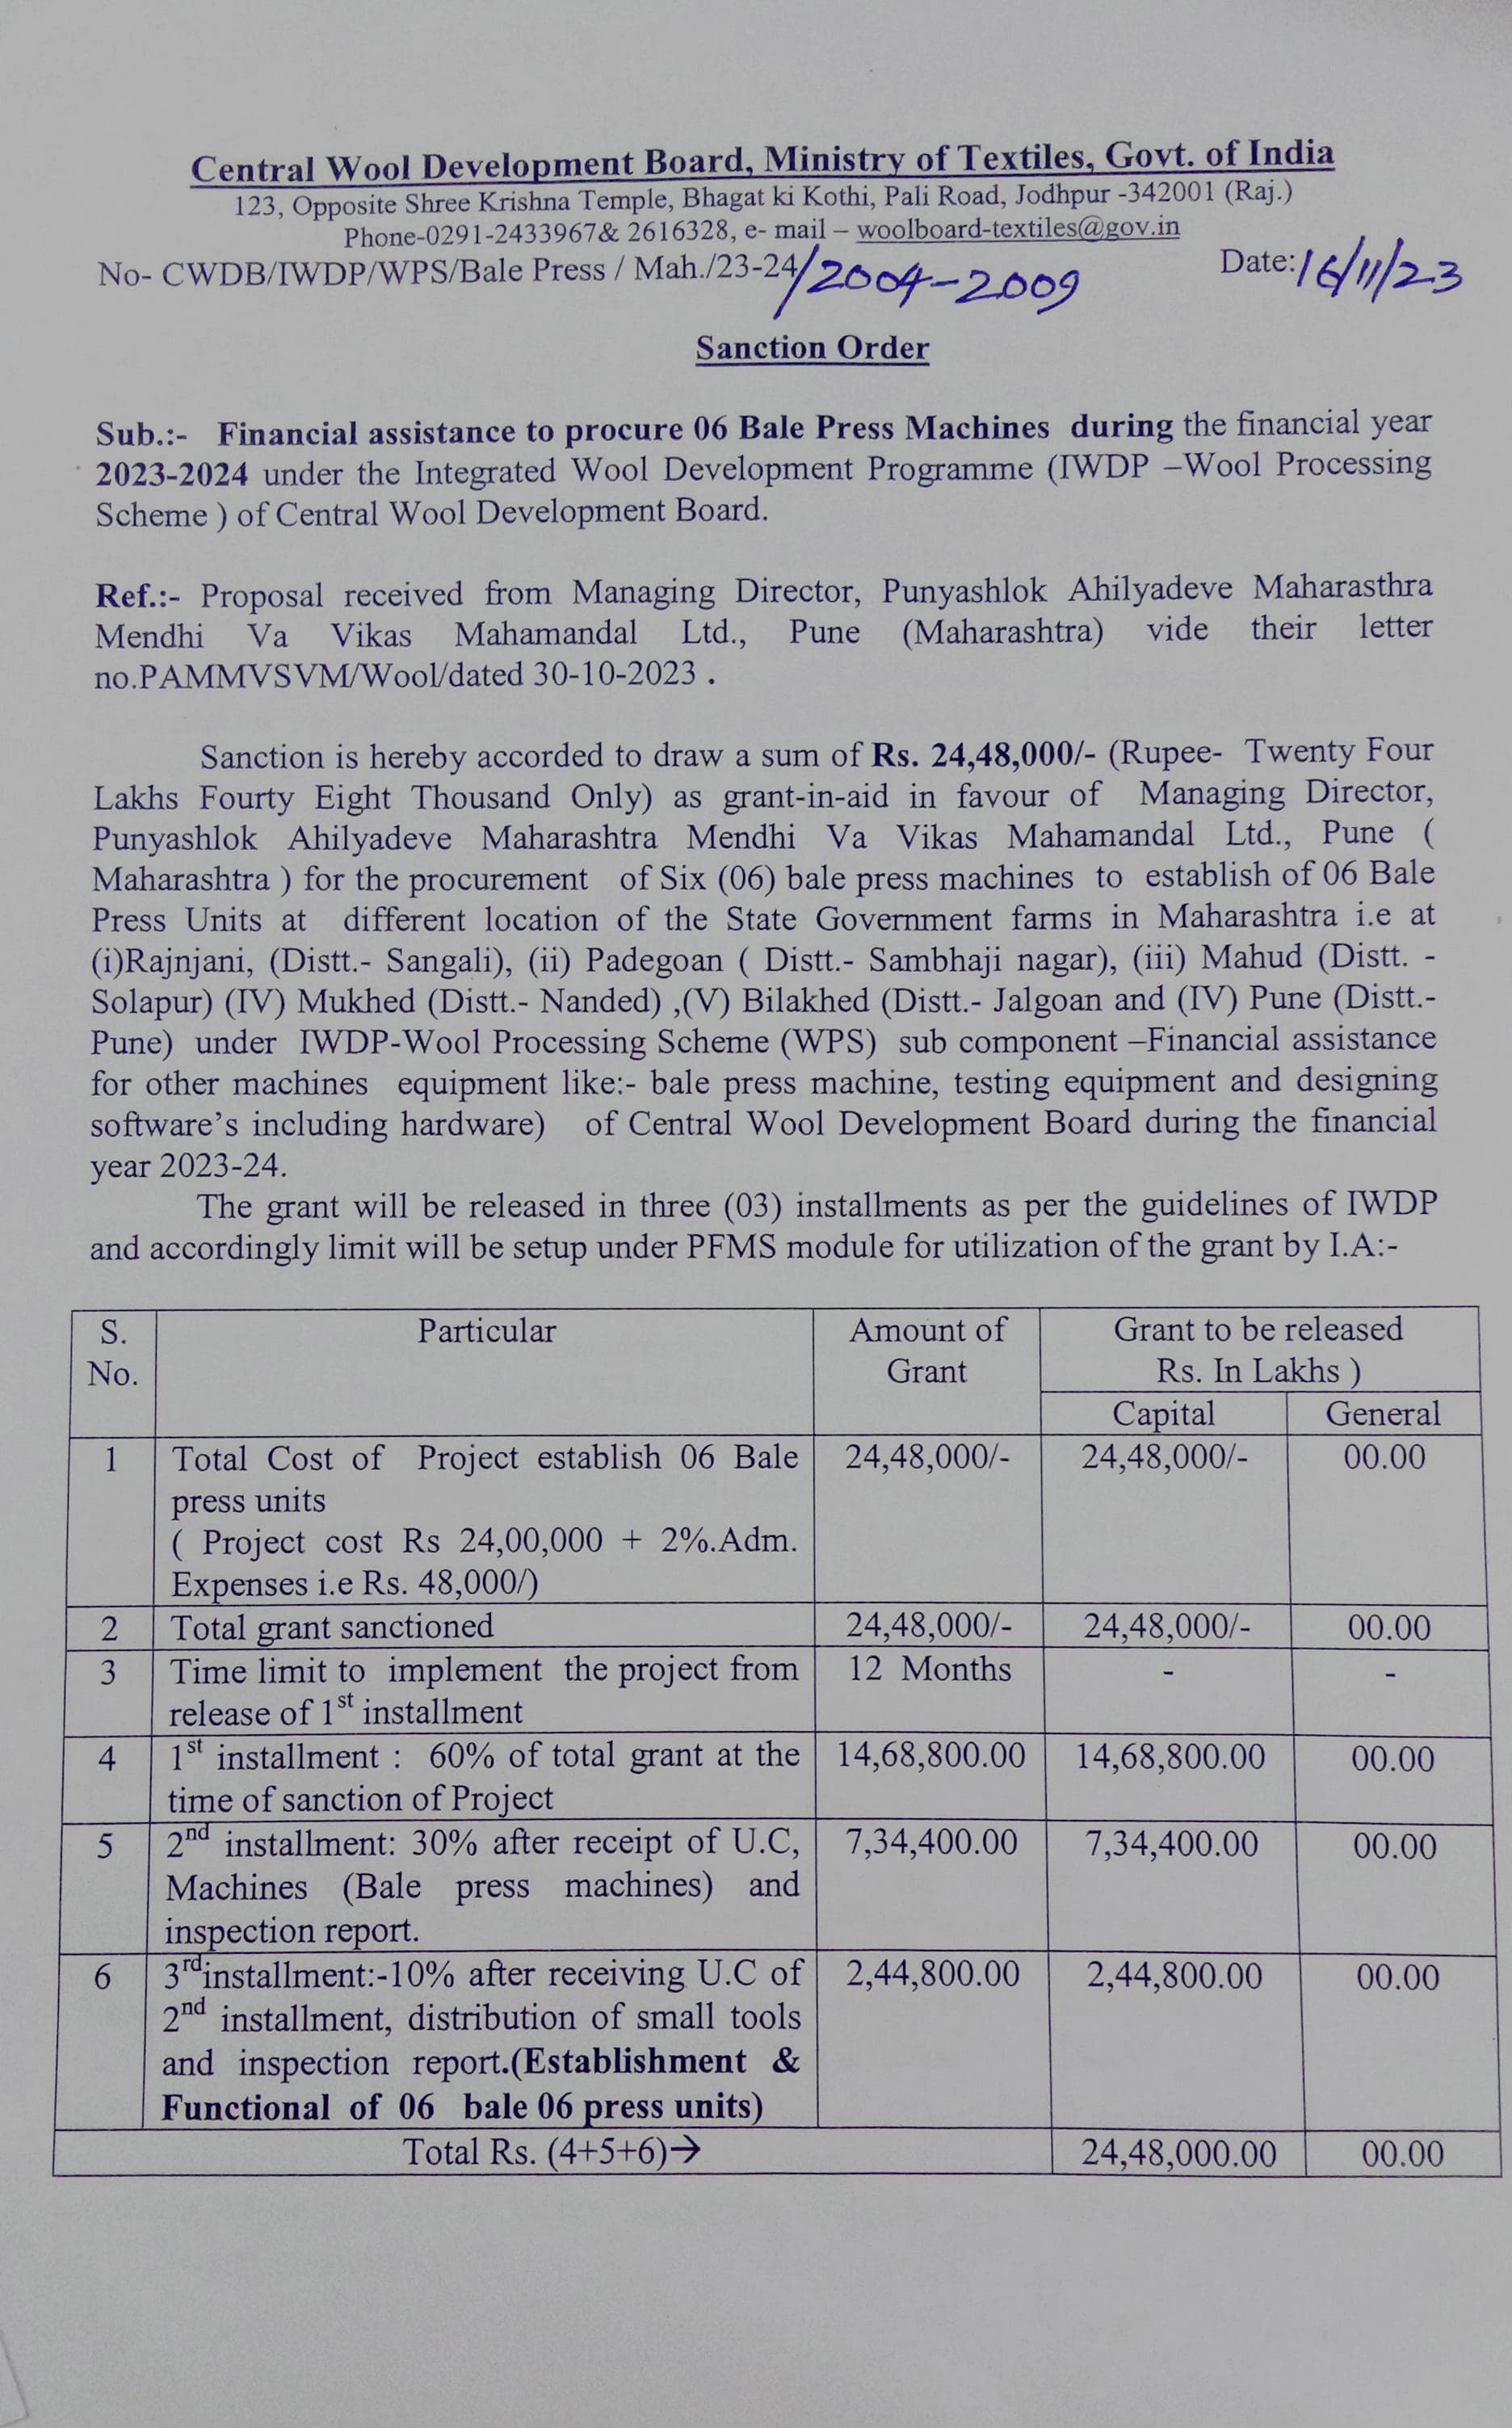 Central Wool Development Board, Ministry of Textiles, Govt. of India
123, Opposite Shree Krishna Temple, Bhagat ki Kothi, Pali Road, Jodhpur -342001 (Raj.)
Phone-0291-2433967& 2616328, e- mail – woolboard-textiles@gov.in
No- CWDB/IWDP/WPS/Bale Press / Mah./23-24/2004-2009 Date:16/11/23
Sanction Order
Sub.:- Financial assistance to procure 06 Bale Press Machines during the financial year
2023-2024 under the Integrated Wool Development Programme (IWDP –Wool Processing
Scheme ) of Central Wool Development Board.
Ref.:- Proposal received from Managing Director, Punyashlok Ahilyadeve Maharasthra
Mendhi Va Vikas Mahamandal Ltd., Pune (Maharashtra) vide their letter
no.PAMMVSVM/Wool/dated 30-10-2023 .
Sanction is hereby accorded to draw a sum of Rs. 24,48,000/- (Rupee- Twenty Four
Lakhs Fourty Eight Thousand Only) as grant-in-aid in favour of Managing Director,
Punyashlok Ahilyadeve Maharashtra Mendhi Va Vikas Mahamandal Ltd., Pune (
Maharashtra ) for the procurement of Six (06) bale press machines to establish of 06 Bale
Press Units at different location of the State Government farms in Maharashtra i.e at
(i)Rajnjani, (Distt.- Sangali), (ii) Padegoan ( Distt.- Sambhaji nagar), (iii) Mahud (Distt. -
Solapur) (IV) Mukhed (Distt.- Nanded) ,(V) Bilakhed (Distt.- Jalgoan and (IV) Pune (Distt.-
Pune) under IWDP-Wool Processing Scheme (WPS) sub component –Financial assistance
for other machines equipment like:- bale press machine, testing equipment and designing
software's including hardware) of Central Wool Development Board during the financial
year 2023-24.
The grant will be released in three (03) installments as per the guidelines of IWDP
and accordingly limit will be setup under PFMS module for utilization of the grant by I.A:-
S. Particular Amount of Grant to be released
No. Grant Rs. In Lakhs )
Capital General
1 Total Cost of Project establish 06 Bale 24,48,000/- 24,48,000/- 00.00
press units
( Project cost Rs 24,00,000 + 2%.Adm.
Expenses i.e Rs. 48,000/)
2 Total grant sanctioned 24,48,000/- 24,48,000/- 00.00
3 Time limit to implement the project from 12 Months - -
release of 1st installment
4 1st installment : 60% of total grant at the 14,68,800.00 14,68,800.00 00.00
time of sanction of Project
5 2nd installment: 30% after receipt of U.C, 7,34,400.00 7,34,400.00 00.00
Machines (Bale press machines) and
inspection report.
6 3rdinstallment:-10% after receiving U.C of 2,44,800.00 2,44,800.00 00.00
2nd installment, distribution of small tools
and inspection report.(Establishment &
Functional of 06 bale 06 press units)
Total Rs. (4+5+6)→ 24,48,000.00 00.00